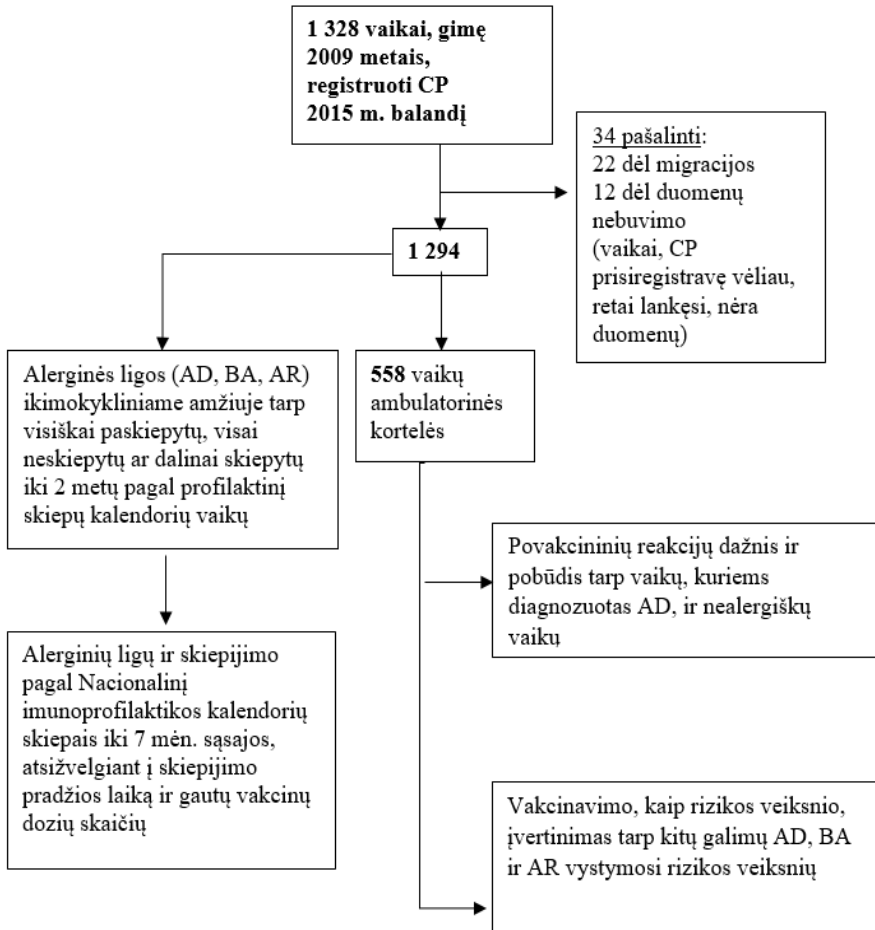 1 328 vaikai, gimę
2009 metais,
registruoti CP
2015 m. balandį
34 pašalinti:
22 dėl migracijos
12 dėl duomenų
nebuvimo
(vaikai, CP
prisiregistravę vėliau,
retai lankęsi, nėra
duomenų)
1 294
Alerginės ligos (AD, BA, AR)
ikimokykliniame amžiuje tarp
visiškai paskiepytų, visai
neskiepytų ar dalinai skiepytų
iki 2 metų pagal profilaktinį
skiepų kalendorių vaikų
558 vaikų
ambulatorinės
kortelės
Povakcininių reakcijų dažnis ir
pobūdis tarp vaikų, kuriems
diagnozuotas AD, ir nealergiškų
vaikų
Alerginių ligų ir skiepijimo
pagal Nacionalinį
imunoprofilaktikos kalendorių
skiepais iki 7 mėn. sąsajos,
atsižvelgiant į skiepijimo
pradžios laiką ir gautų vakcinų
dozių skaičių
Vakcinavimo, kaip rizikos veiksnio,
įvertinimas tarp kitų galimų AD, BA
ir AR vystymosi rizikos veiksnių